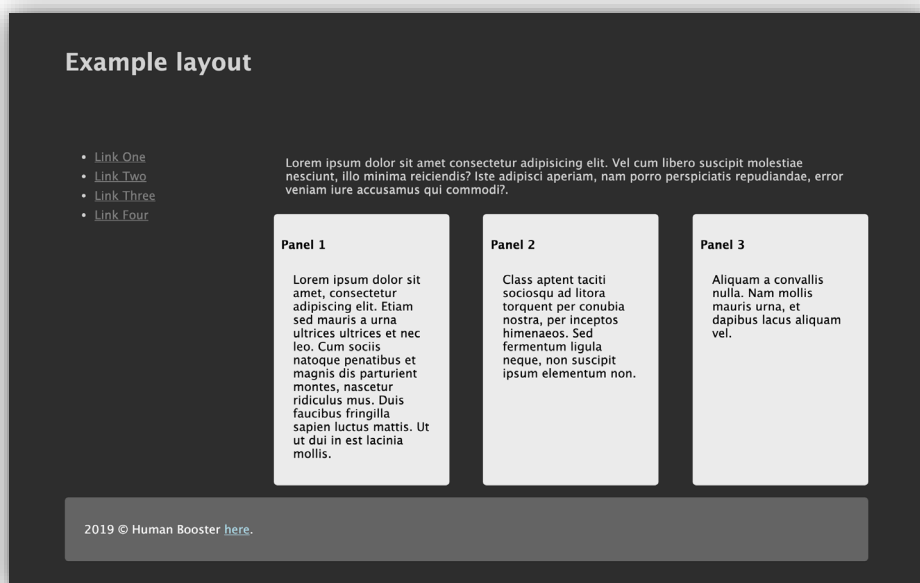 Example layout
Link One
Link Two
Link Three
Link Four
Lorem ipsum dolor sit amet consectetur adipisicing elit. Vel cum libero suscipit molestiae
nesciunt, illo minima reiciendis? Iste adipisci aperiam, nam porro perspiciatis repudiandae, error
veniam iure accusamus qui commodi?.
Panel 1
Lorem ipsum dolor sit
amet, consectetur
adipiscing elit. Etiam
sed mauris a urna
ultrices ultrices et nec
leo. Cum sociis
natoque penatibus et
magnis dis parturient
montes, nascetur
ridiculus mus. Duis
faucibus fringilla
sapien luctus mattis. Ut
ut dui in est lacinia
mollis.
Panel 2
Class aptent taciti
sociosqu ad litora
torquent per conubia
nostra, per inceptos
himenaeos. Sed
fermentum ligula
neque, non suscipit
ipsum elementum non.
Panel 3
Aliquam a convallis
nulla. Nam mollis
mauris urna, et
dapibus lacus aliquam
vel.
2019 © Human Booster here.